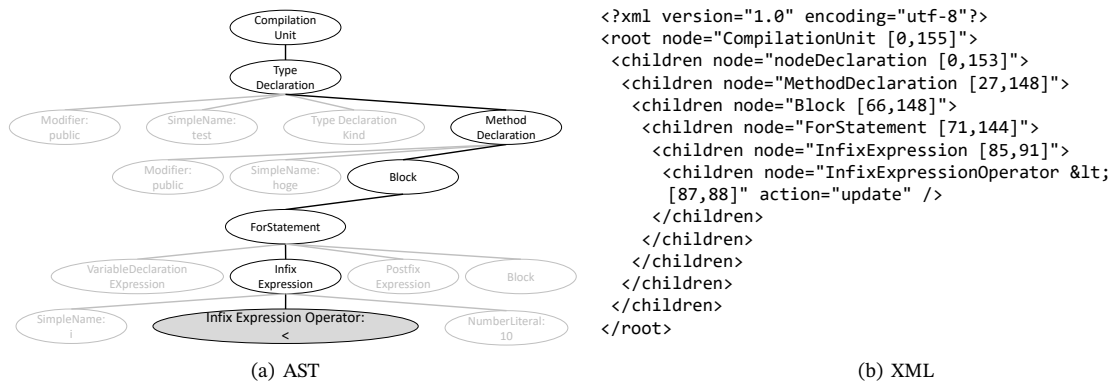 Compilation
Unit
Type
Declaration
Modifier:
public
SimpleName:
test
Type Declaration
Kind
Method
Declaration
Modifier:
public
SimpleName:
hoge
Block
ForStatement
VariableDeclaration
EXpression
Infix
Expression
Postfix
Expression
Block
SimpleName:
i
Infix Expression Operator:
<
NumberLiteral:
10
(a) AST
<?xml version="1.0" encoding="utf-8"?>
<root node="CompilationUnit [0,155]">
<children node="nodeDeclaration [0,153]">
<children node="MethodDeclaration [27,148]">
<children node="Block [66,148]">
<children node="ForStatement [71,144]">
<children node="InfixExpression [85,91]">
<children node="InfixExpressionOperator &lt;
[87,88]" action="update" />
</children>
</children>
</children>
</children>
</children>
</root>
(b) XML